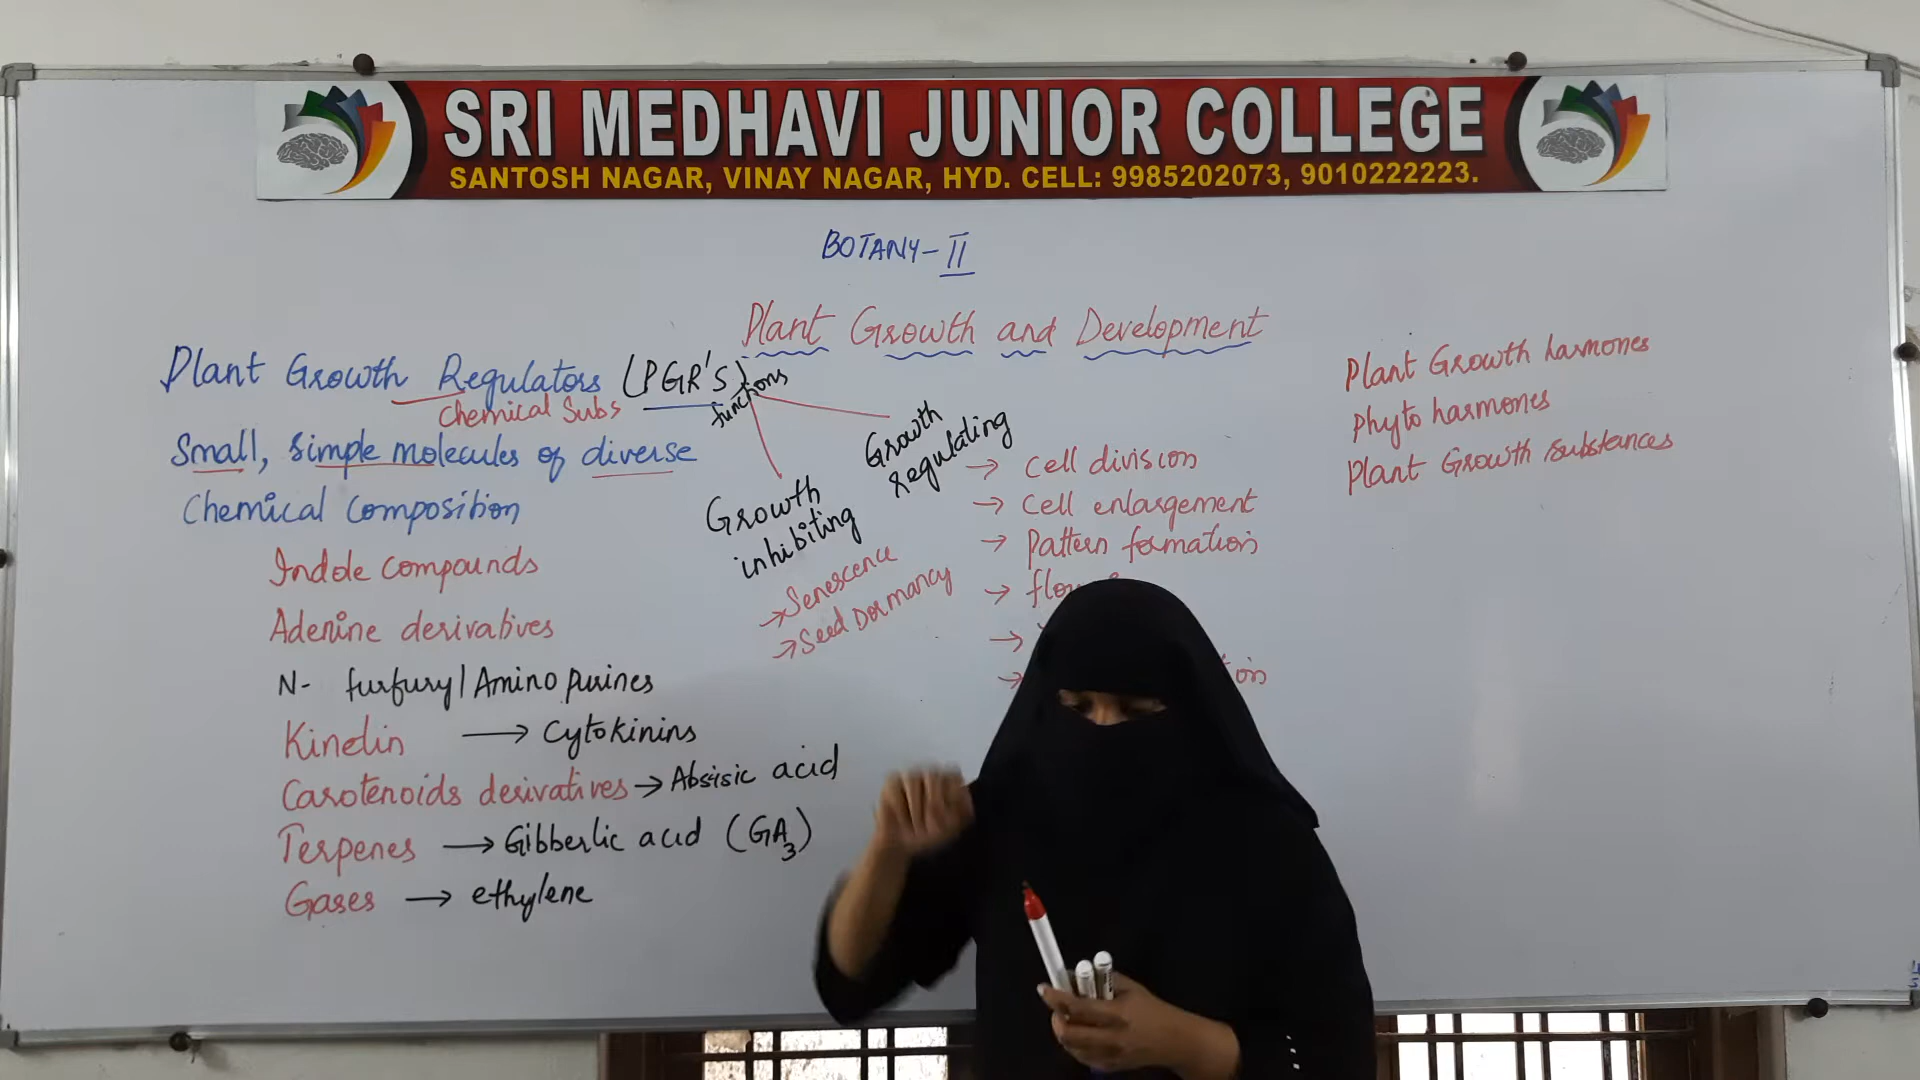 SRI MEDHAVI JUNIOR COLLEGE
SANTOSH NAGAR, VINAY NAGAR, HYD. CELL: 9985202073, 9010222223.
BOTANY-II
Plant Growth and Development
Plant Growth Regulators (PGR'S)
Chemical Subs
functions
Small, simple molecules of diverse
Chemical Composition
Indole compounds
Adenine derivatives
N- furfuryl Amino purines
Kinetin → Cytokinins
Carotenoids derivatives → Absisic acid
Terpenes → Gibberlic acid (GA3)
Gases → ethylene
Growth
inhibiting
→ Senescence
→ Seed Dormancy
Growth
regulating
→ Cell division
→ Cell enlargement
→ Pattern formation
→
→
→
Plant Growth harmones
Phyto harmones
Plant Growth substances